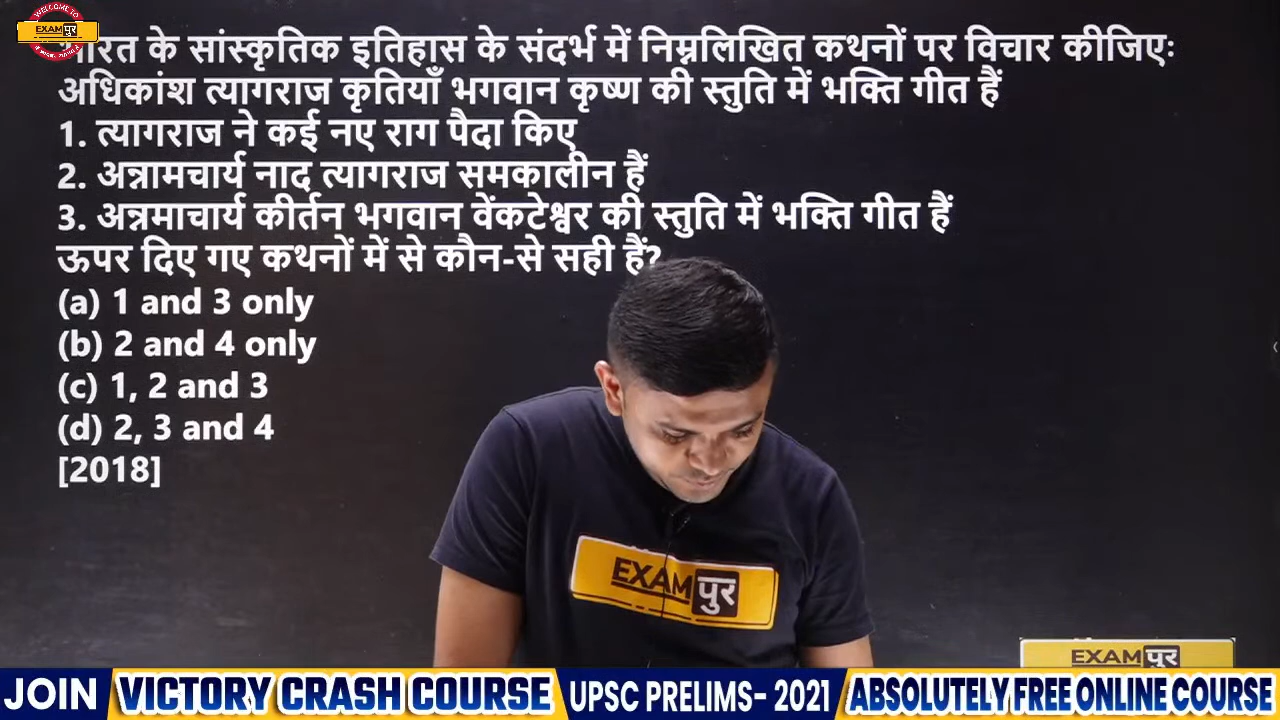 WELCOME TO
EXAMपुर
भारत के सांस्कृतिक इतिहास के संदर्भ में निम्नलिखित कथनों पर विचार कीजिएः
अधिकांश त्यागराज कृतियाँ भगवान कृष्ण की स्तुति में भक्ति गीत हैं
1. त्यागराज ने कई नए राग पैदा किए
2. अन्नामचार्य नाद त्यागराज समकालीन हैं
3. अन्नमाचार्य कीर्तन भगवान वेंकटेश्वर की स्तुति में भक्ति गीत हैं
ऊपर दिए गए कथनों में से कौन-से सही हैं?
(a) 1 and 3 only
(b) 2 and 4 only
(c) 1, 2 and 3
(d) 2, 3 and 4
[2018]
EXAMपुर
EXAMपुर
JOIN VICTORY CRASH COURSE UPSC PRELIMS- 2021 ABSOLUTELY FREE ONLINE COURSE